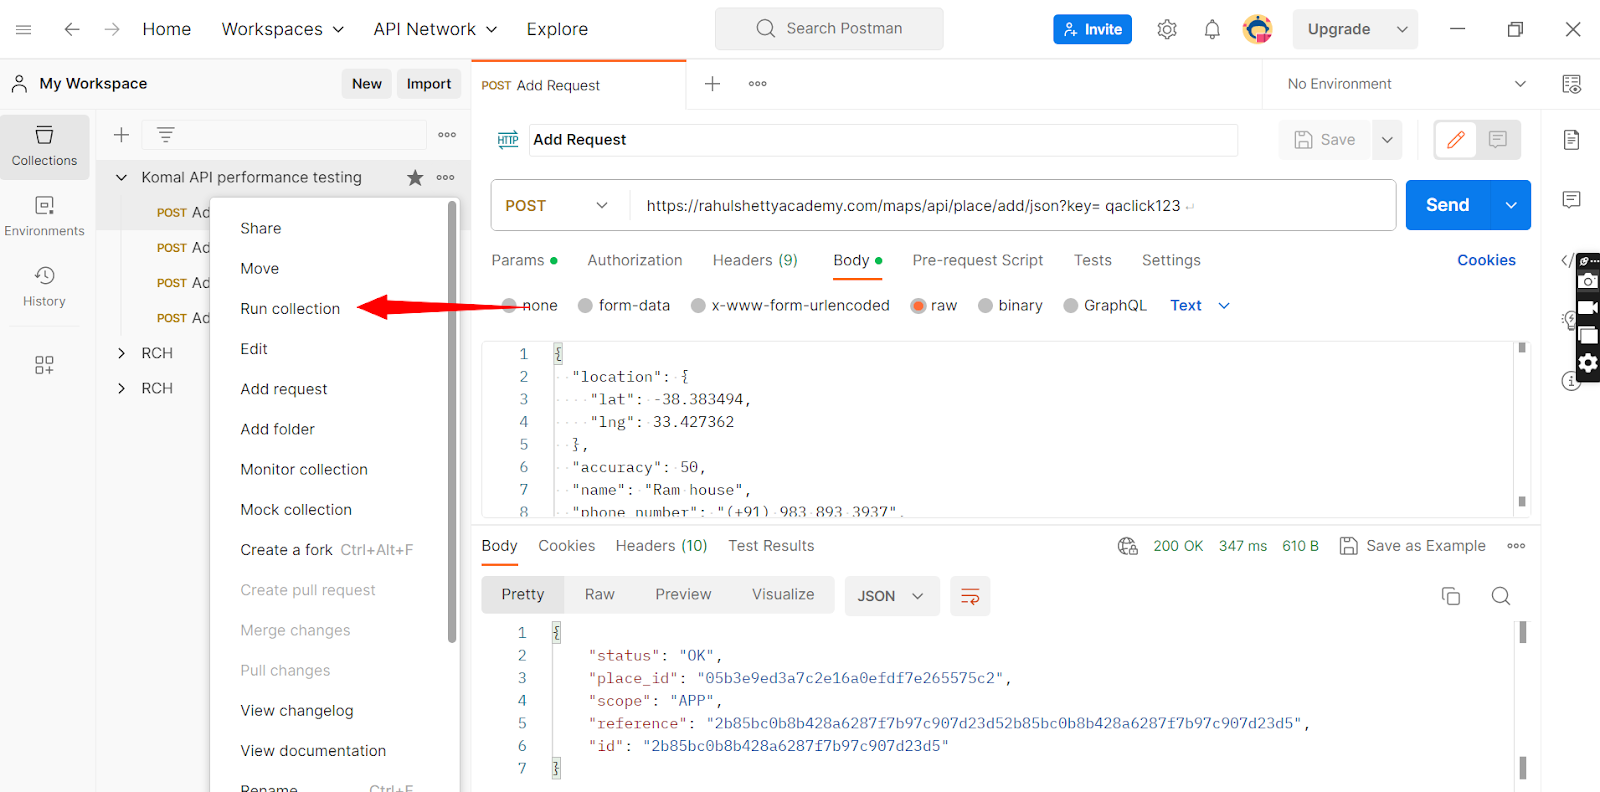 Home Workspaces API Network Explore Search Postman Invite Upgrade
My Workspace New Import POST Add Request No Environment
Collections
Environments
History
Komal API performance testing
POST Ad
POST Ad
POST Ad
POST Ad
RCH
RCH
Share
Move
Run collection
Edit
Add request
Add folder
Monitor collection
Mock collection
Create a fork Ctrl+Alt+F
Create pull request
Merge changes
Pull changes
View changelog
View documentation
Rename Ctrl+E
HTTP Add Request Save
POST https://rahulshettyacademy.com/maps/api/place/add/json?key= qaclick123 Send
Params Authorization Headers (9) Body Pre-request Script Tests Settings Cookies
none form-data x-www-form-urlencoded raw binary GraphQL Text
1 {
2 "location": {
3 "lat": -38.383494,
4 "lng": 33.427362
5 },
6 "accuracy": 50,
7 "name": "Ram house",
8 "phone_number": "(+91) 983 893 3937",
Body Cookies Headers (10) Test Results 200 OK 347 ms 610 B Save as Example
Pretty Raw Preview Visualize JSON
1 {
2 "status": "OK",
3 "place_id": "05b3e9ed3a7c2e16a0efdf7e265575c2",
4 "scope": "APP",
5 "reference": "2b85bc0b8b428a6287f7b97c907d23d52b85bc0b8b428a6287f7b97c907d23d5",
6 "id": "2b85bc0b8b428a6287f7b97c907d23d5"
7 }